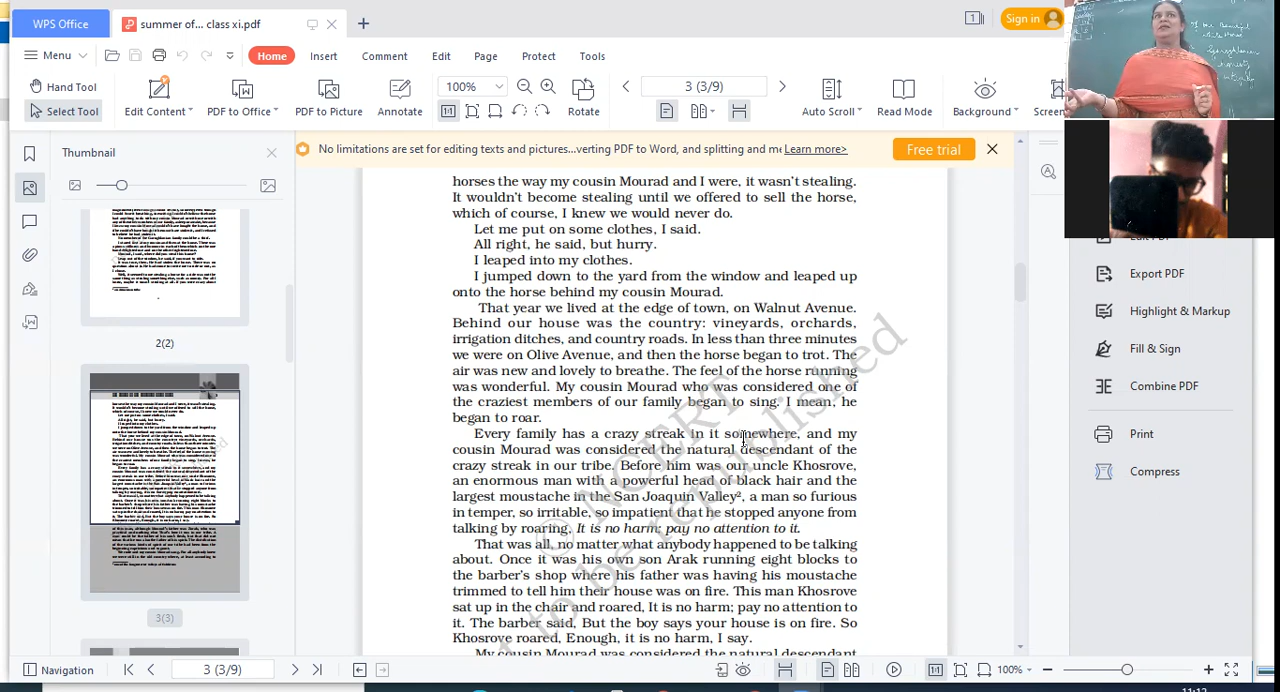 WPS Office
summer of... class xi.pdf
Sign in
Menu
Home
Insert
Comment
Edit
Page
Protect
Tools
Hand Tool
Select Tool
Edit Content
PDF to Office
PDF to Picture
Annotate
100%
Rotate
3 (3/9)
Auto Scroll
Read Mode
Background
Screen
Thumbnail
No limitations are set for editing texts and pictures...verting PDF to Word, and splitting and me Learn more>
Free trial
2(2)
3(3)
horses the way my cousin Mourad and I were, it wasn't stealing.
It wouldn't become stealing until we offered to sell the horse,
which of course, I knew we would never do.
Let me put on some clothes, I said.
All right, he said, but hurry.
I leaped into my clothes.
I jumped down to the yard from the window and leaped up
onto the horse behind my cousin Mourad.
That year we lived at the edge of town, on Walnut Avenue.
Behind our house was the country: vineyards, orchards,
irrigation ditches, and country roads. In less than three minutes
we were on Olive Avenue, and then the horse began to trot. The
air was new and lovely to breathe. The feel of the horse running
was wonderful. My cousin Mourad who was considered one of
the craziest members of our family began to sing. I mean, he
began to roar.
Every family has a crazy streak in it somewhere, and my
cousin Mourad was considered the natural descendant of the
crazy streak in our tribe. Before him was our uncle Khosrove,
an enormous man with a powerful head of black hair and the
largest moustache in the San Joaquin Valley², a man so furious
in temper, so irritable, so impatient that he stopped anyone from
talking by roaring, It is no harm; pay no attention to it.
That was all, no matter what anybody happened to be talking
about. Once it was his own son Arak running eight blocks to
the barber's shop where his father was having his moustache
trimmed to tell him their house was on fire. This man Khosrove
sat up in the chair and roared, It is no harm; pay no attention to
it. The barber said, But the boy says your house is on fire. So
Khosrove roared, Enough, it is no harm, I say.
My cousin Mourad was considered the natural descendant
© NCERT
not to be republished
Export PDF
Highlight & Markup
Fill & Sign
Combine PDF
Print
Compress
Navigation
3 (3/9)
100%
11:12